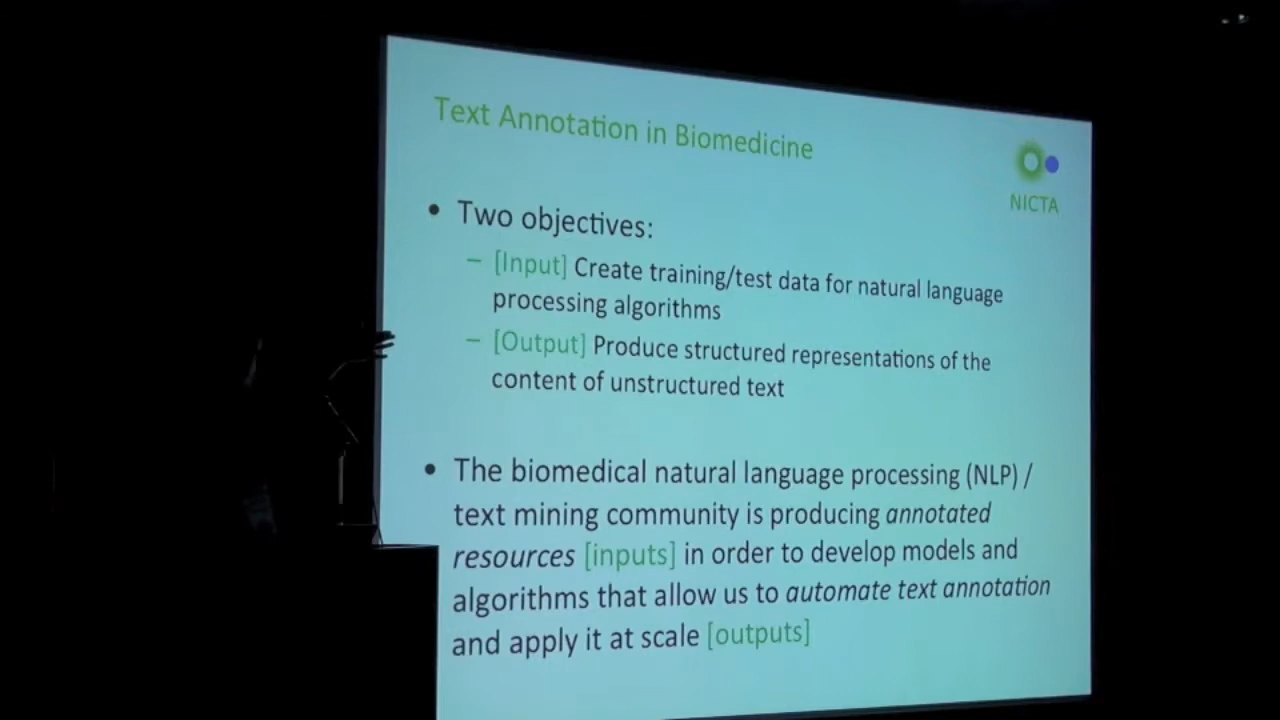 Text Annotation in Biomedicine
NICTA
• Two objectives:
– [Input] Create training/test data for natural language
processing algorithms
– [Output] Produce structured representations of the
content of unstructured text
• The biomedical natural language processing (NLP) /
text mining community is producing annotated
resources [inputs] in order to develop models and
algorithms that allow us to automate text annotation
and apply it at scale [outputs]